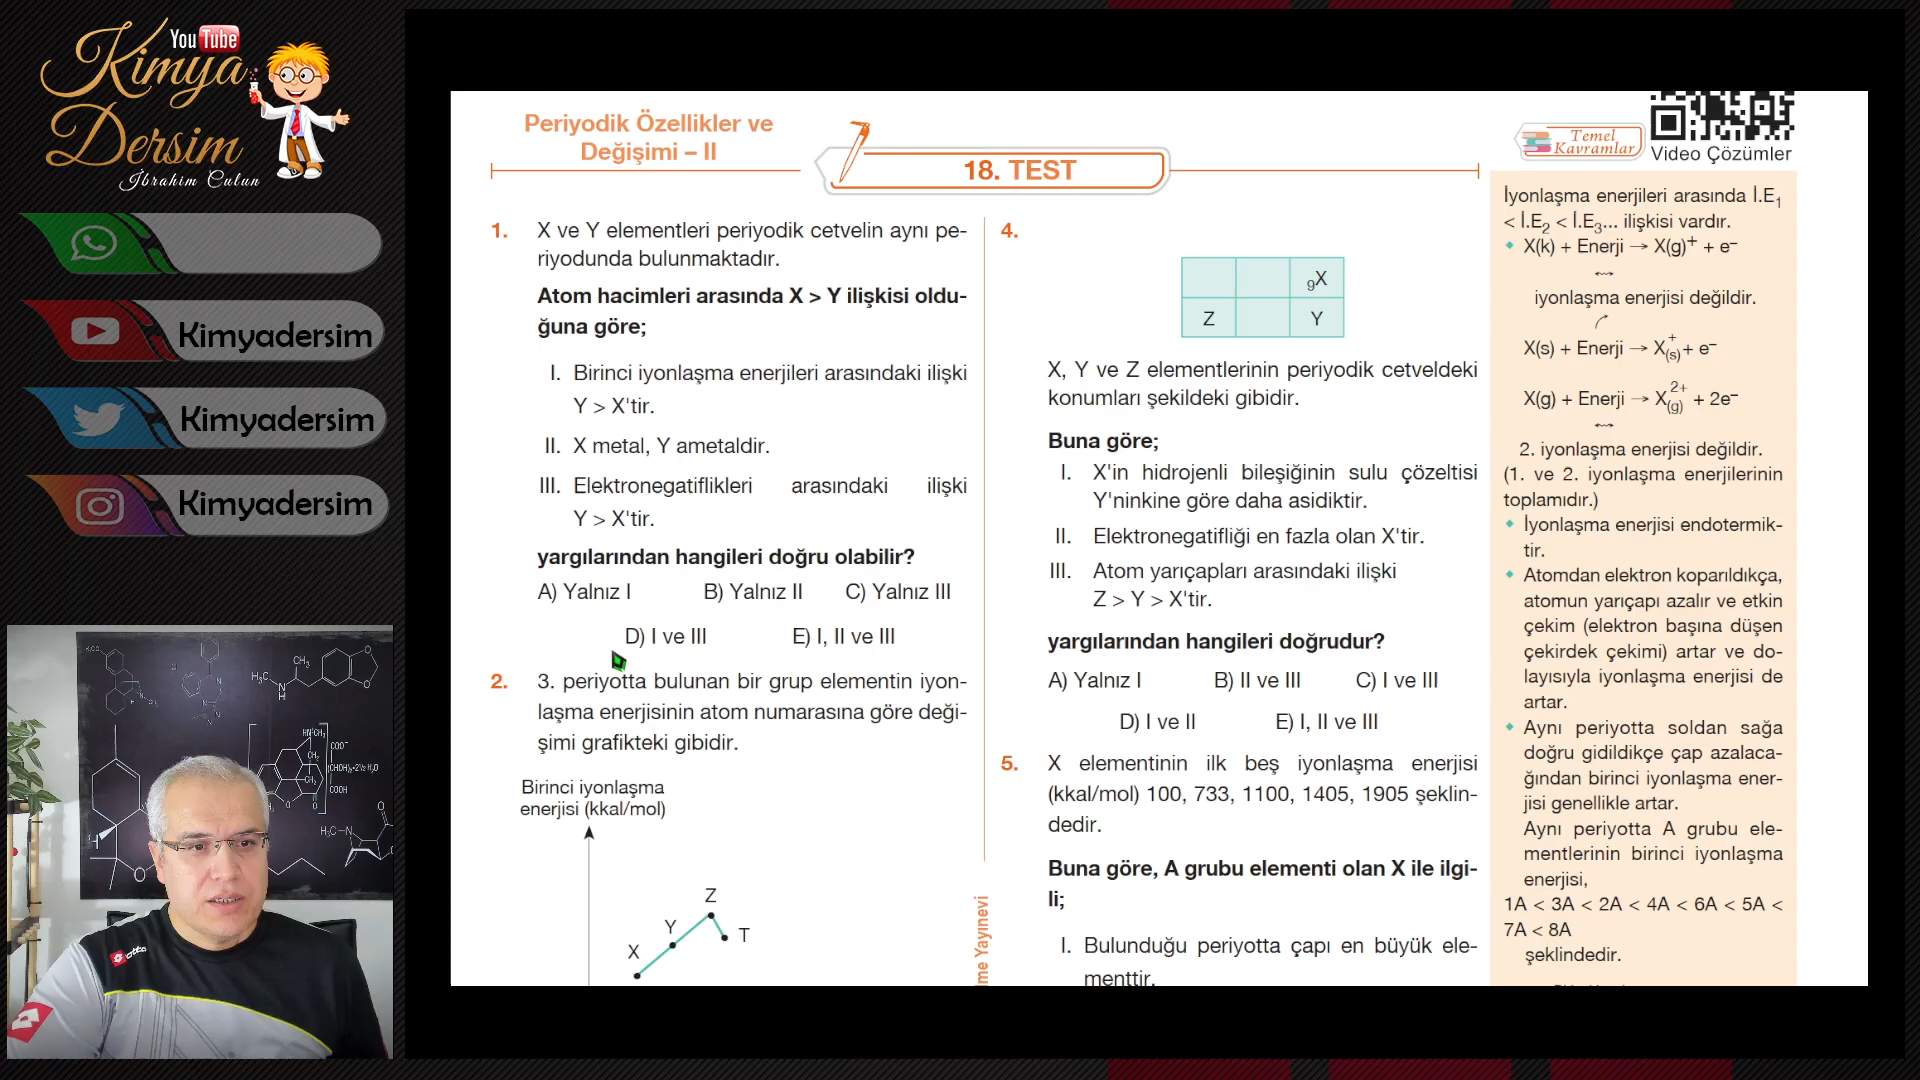 You Tube
Kimya
Dersim
İbrahim Culun
Kimyadersim
Kimyadersim
Kimyadersim
Periyodik Özellikler ve
Değişimi – II
18. TEST
Temel
Kavramlar
Video Çözümler
1. X ve Y elementleri periyodik cetvelin aynı pe-
riyodunda bulunmaktadır.
Atom hacimleri arasında X > Y ilişkisi oldu-
ğuna göre;
I. Birinci iyonlaşma enerjileri arasındaki ilişki
Y > X'tir.
II. X metal, Y ametaldir.
III. Elektronegatiflikleri arasındaki ilişki
Y > X'tir.
yargılarından hangileri doğru olabilir?
A) Yalnız I B) Yalnız II C) Yalnız III
D) I ve III E) I, II ve III
2. 3. periyotta bulunan bir grup elementin iyon-
laşma enerjisinin atom numarasına göre deği-
şimi grafikteki gibidir.
Birinci iyonlaşma
enerjisi (kkal/mol)
Z
Y
T
X
me Yayınevi
4.
₉X
Z Y
X, Y ve Z elementlerinin periyodik cetveldeki
konumları şekildeki gibidir.
Buna göre;
I. X'in hidrojenli bileşiğinin sulu çözeltisi
Y'ninkine göre daha asidiktir.
II. Elektronegatifliği en fazla olan X'tir.
III. Atom yarıçapları arasındaki ilişki
Z > Y > X'tir.
yargılarından hangileri doğrudur?
A) Yalnız I B) II ve III C) I ve III
D) I ve II E) I, II ve III
5. X elementinin ilk beş iyonlaşma enerjisi
(kkal/mol) 100, 733, 1100, 1405, 1905 şeklin-
dedir.
Buna göre, A grubu elementi olan X ile ilgi-
li;
I. Bulunduğu periyotta çapı en büyük ele-
menttir.
İyonlaşma enerjileri arasında İ.E₁
< İ.E₂ < İ.E₃... ilişkisi vardır.
X(k) + Enerji → X(g)⁺ + e⁻
iyonlaşma enerjisi değildir.
X(s) + Enerji → X⁺(s) + e⁻
X(g) + Enerji → X²⁺(g) + 2e⁻
2. iyonlaşma enerjisi değildir.
(1. ve 2. iyonlaşma enerjilerinin
toplamıdır.)
İyonlaşma enerjisi endotermik-
tir.
Atomdan elektron koparıldıkça,
atomun yarıçapı azalır ve etkin
çekim (elektron başına düşen
çekirdek çekimi) artar ve do-
layısıyla iyonlaşma enerjisi de
artar.
Aynı periyotta soldan sağa
doğru gidildikçe çap azalaca-
ğından birinci iyonlaşma ener-
jisi genellikle artar.
Aynı periyotta A grubu ele-
mentlerinin birinci iyonlaşma
enerjisi,
1A < 3A < 2A < 4A < 6A < 5A <
7A < 8A
şeklindedir.